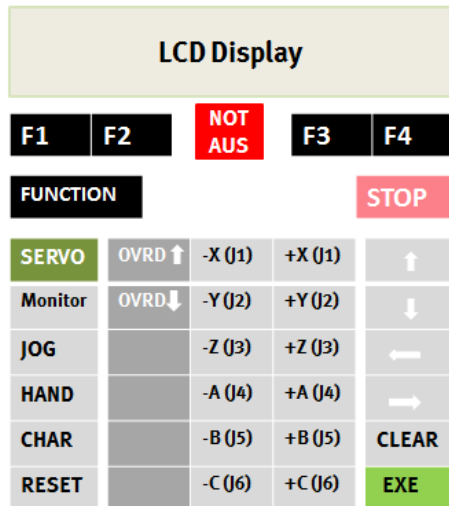 LCD Display
F1 F2 NOT AUS F3 F4
FUNCTION STOP
SERVO OVRD ⬆ -X (J1) +X (J1) ⬆
Monitor OVRD ⬇ -Y (J2) +Y (J2) ⬇
JOG -Z (J3) +Z (J3) ⬅
HAND -A (J4) +A (J4) ➡
CHAR -B (J5) +B (J5) CLEAR
RESET -C (J6) +C (J6) EXE